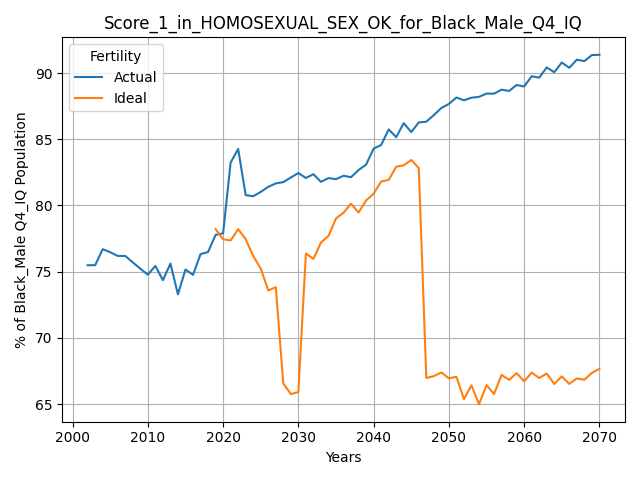 Score_1_in_HOMOSEXUAL_SEX_OK_for_Black_Male_Q4_IQ
Fertility
Actual
Ideal
% of Black_Male Q4_IQ Population
90
85
80
75
70
65
2000 2010 2020 2030 2040 2050 2060 2070
Years